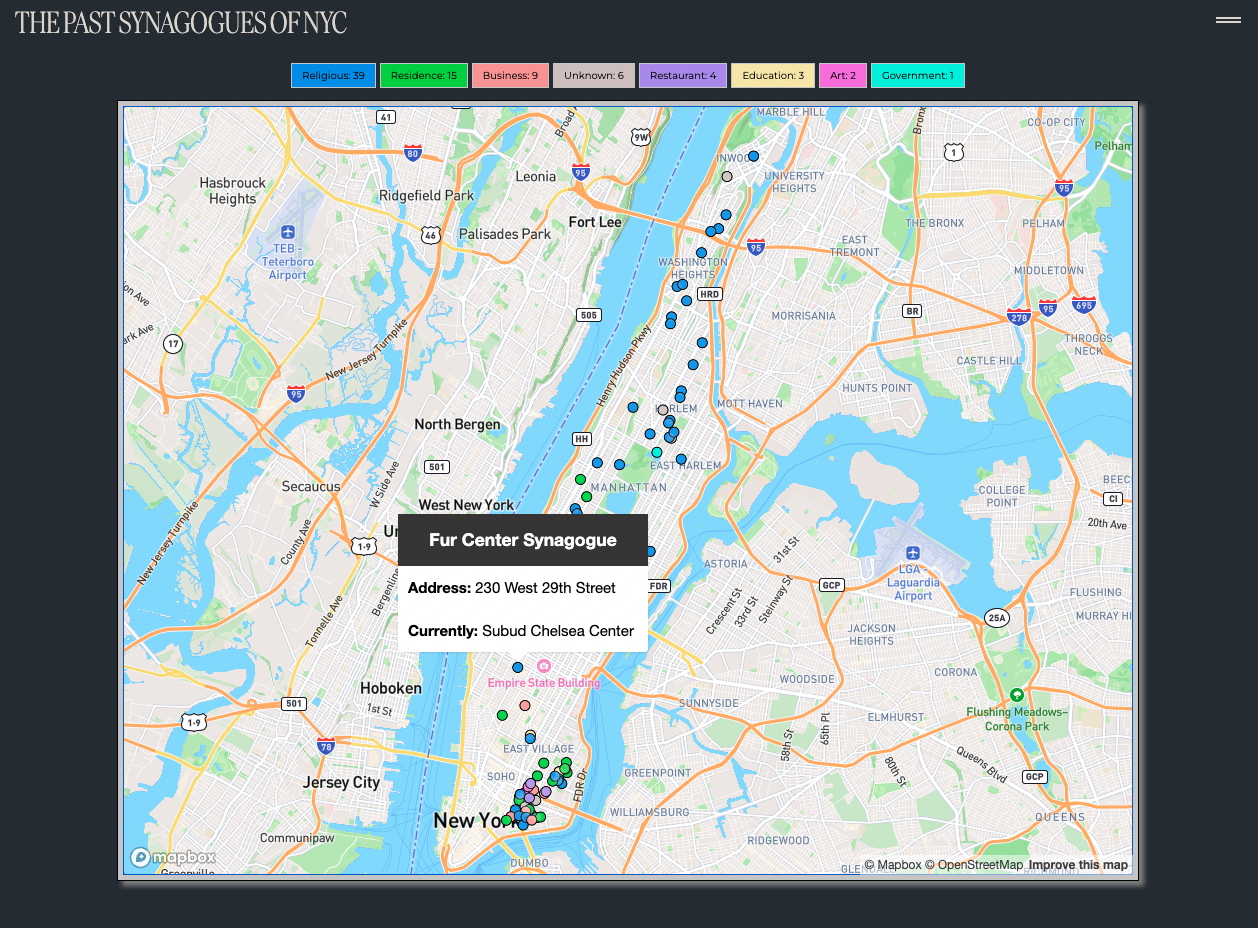 THE PAST SYNAGOGUES OF NYC
Religious: 39
Residence: 15
Business: 9
Unknown: 6
Restaurant: 4
Education: 3
Art: 2
Government: 1
MARBLE HILL
41
Broad
9W
Bronx
CO-OP CITY
80
1
Pelham
INWOOD
Leonia
95
UNIVERSITY
HEIGHTS
Hasbrouck
Heights
Ridgefield Park
95
Fort Lee
THE BRONX
PELHAM
46
Palisades Park
TEB -
Teterboro
Airport
95
EAST
TREMONT
WASHINGTON
HEIGHTS
MIDDLETOWN
on Ave
HRD
95
695
278
BR
505
MORRISANIA
ark Ave
17
New Jersey Turnpike
Henry Hudson Pkwy
THROGGS
NECK
CASTLE HILL
95
HUNTS POINT
MOTT HAVEN
HARLEM
North Bergen
HH
501
W Side Ave
EAST HARLEM
Secaucus
MANHATTAN
COLLEGE
POINT
BEEC
CI
West New York
New Jersey Turnpike
County Ave
20th Ave
Un
1-9
31st St
Fur Center Synagogue
ASTORIA
LGA -
Laguardia
Airport
Address: 230 West 29th Street
FDR
GCP
Bergenline
Crescent St
33rd St
Steinway St
FLUSHING
Tonnelle Ave
25A
MURRAY HI
Currently: Subud Chelsea Center
JACKSON
HEIGHTS
CORONA
Empire State Building
WOODSIDE
Hoboken
501
1st St
SUNNYSIDE
Flushing Meadows–
Corona Park
1-9
ELMHURST
65th Pl
58th St
78
EAST VILLAGE
Queens Blvd
80th St
SOHO
GREENPOINT
GCP
Jersey City
FDR Dr
WILLIAMSBURG
New York
QUEENS
Communipaw
RIDGEWOOD
mapbox
DUMBO
© Mapbox © OpenStreetMap Improve this map
Greenville
GLENDALE
RICHMOND